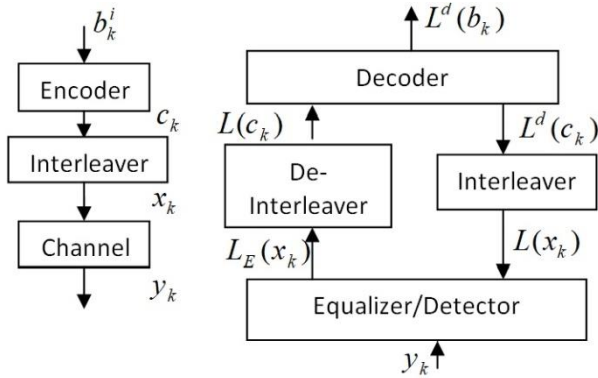 b_k^i
Encoder
c_k
Interleaver
x_k
Channel
y_k
L^d(b_k)
Decoder
L(c_k)
L^d(c_k)
De-
Interleaver
Interleaver
L_E(x_k)
L(x_k)
Equalizer/Detector
y_k